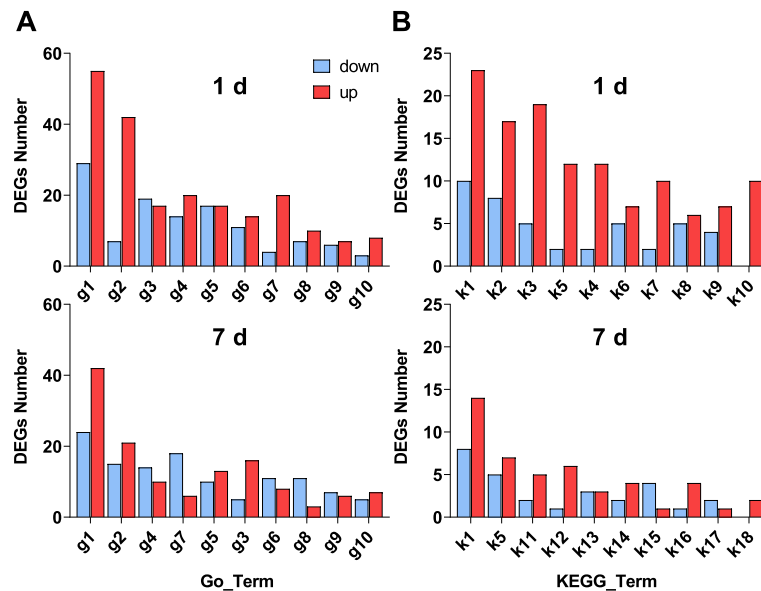 A
B
60
40
20
0
DEGs Number
1 d
down
up
g1 g2 g3 g4 g5 g6 g7 g8 g9 g10
25
20
15
10
5
0
DEGs Number
1 d
k1 k2 k3 k5 k4 k6 k7 k8 k9 k10
60
40
20
0
DEGs Number
7 d
g1 g2 g4 g7 g5 g3 g6 g8 g9 g10
Go_Term
25
20
15
10
5
0
DEGs Number
7 d
k1 k5 k11 k12 k13 k14 k15 k16 k17 k18
KEGG_Term